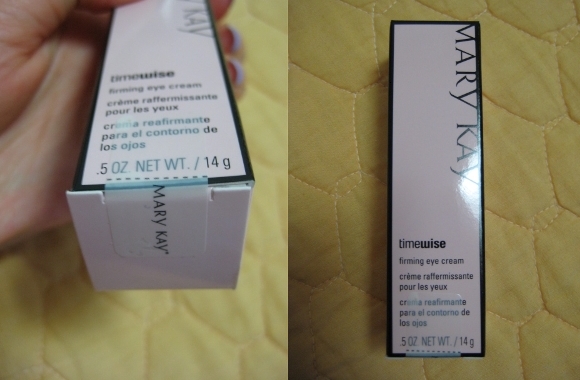 MARY KAY
timewise
firming eye cream
crème raffermissante
pour les yeux
crema reafirmante
para el contorno de
los ojos
.5 OZ. NET WT. / 14 g
MARY KAY®
MARY KAY
timewise
firming eye cream
crème raffermissante
pour les yeux
crema reafirmante
para el contorno de
los ojos
.5 OZ. NET WT. / 14 g